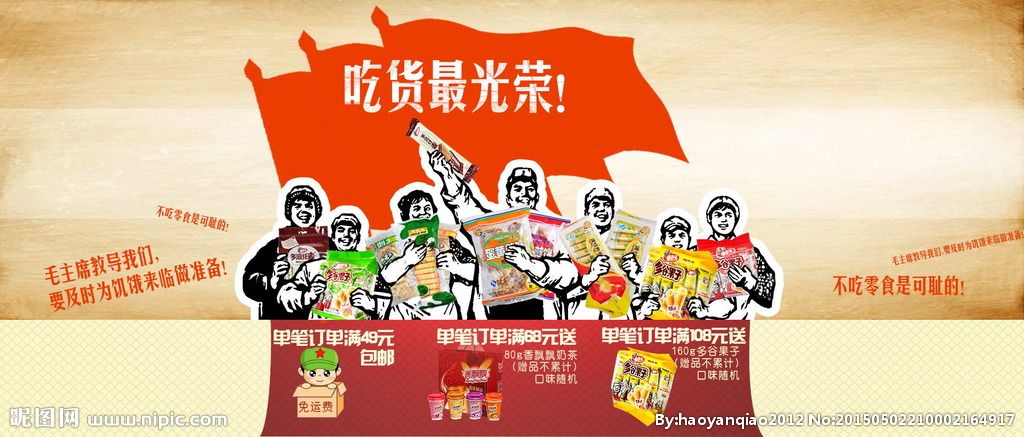 吃货最光荣!
不吃零食是可耻的!
毛主席教导我们,
要及时为饥饿来临做准备!
毛主席教导我们,要及时为饥饿来临做准备!
不吃零食是可耻的!
多谷好
多谷好
单笔订单满49元
包邮
免运费
单笔订单满68元送
80g香飘飘奶茶
(赠品不累计)
口味随机
单笔订单满108元送
160g多谷果子
(赠品不累计)
口味随机
昵图网 www.nipic.com
By:haoyanqiao2012 No:20150502210002164917